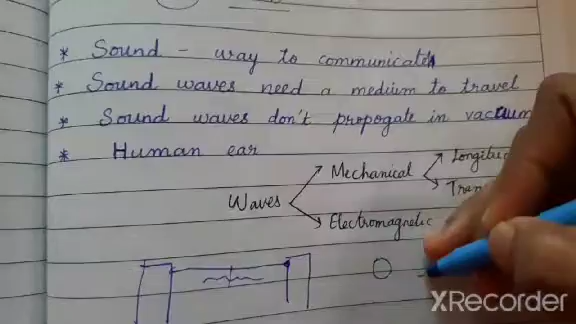 * Sound - way to communicate
* Sound waves need a medium to travel
* Sound waves don't propogate in vacuum
* Human ear
Waves
Mechanical
Electromagnetic
XRecorder